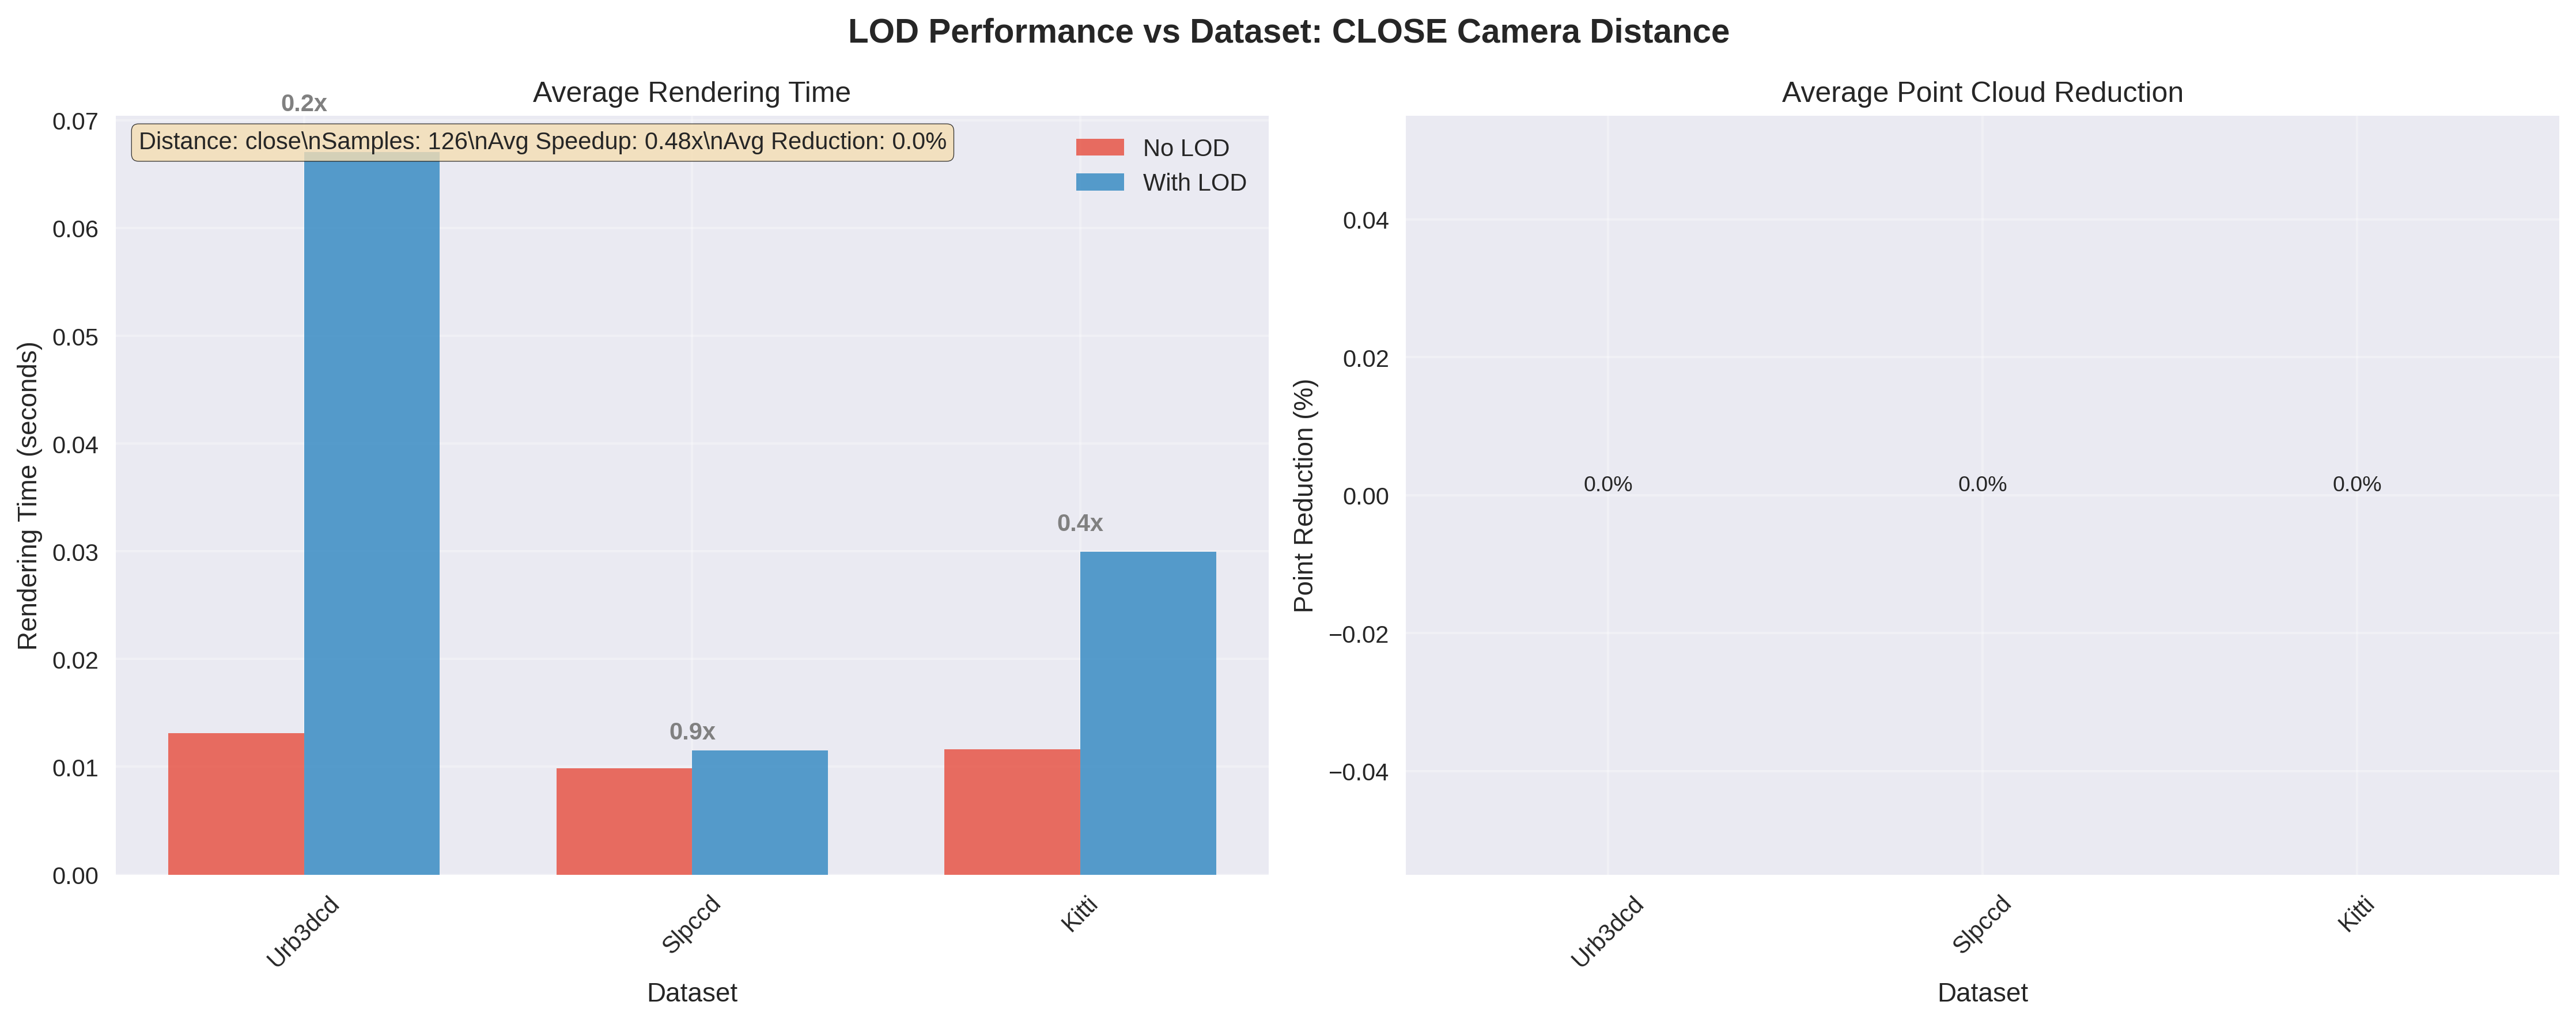 LOD Performance vs Dataset: CLOSE Camera Distance
Average Rendering Time
0.2x
Distance: close\nSamples: 126\nAvg Speedup: 0.48x\nAvg Reduction: 0.0%
No LOD
With LOD
0.07
0.06
0.05
0.04
0.03
0.02
0.01
0.00
Rendering Time (seconds)
0.9x
0.4x
Urb3dcd
Slpccd
Kitti
Dataset
Average Point Cloud Reduction
0.04
0.02
0.00
−0.02
−0.04
Point Reduction (%)
0.0%
0.0%
0.0%
Urb3dcd
Slpccd
Kitti
Dataset